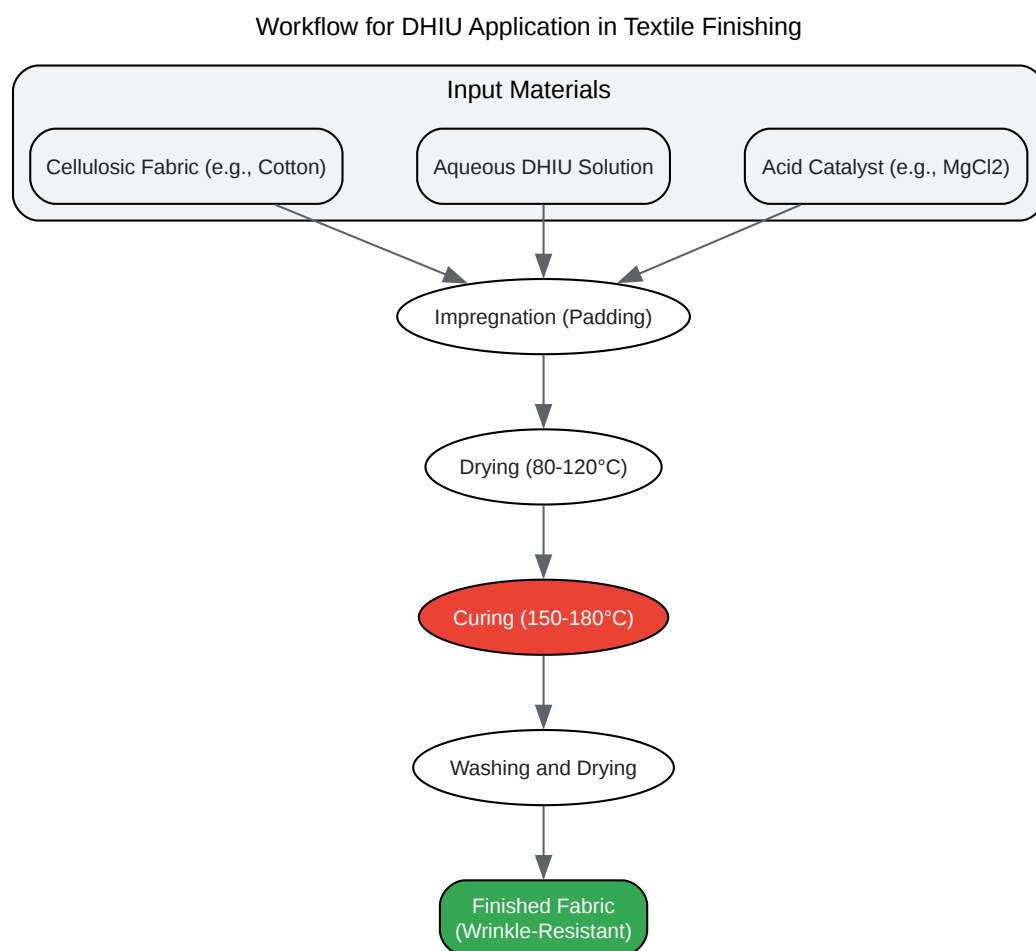 Workflow for DHIU Application in Textile Finishing
Input Materials
Cellulosic Fabric (e.g., Cotton)
Aqueous DHIU Solution
Acid Catalyst (e.g., MgCl2)
Impregnation (Padding)
Drying (80-120°C)
Curing (150-180°C)
Washing and Drying
Finished Fabric
(Wrinkle-Resistant)